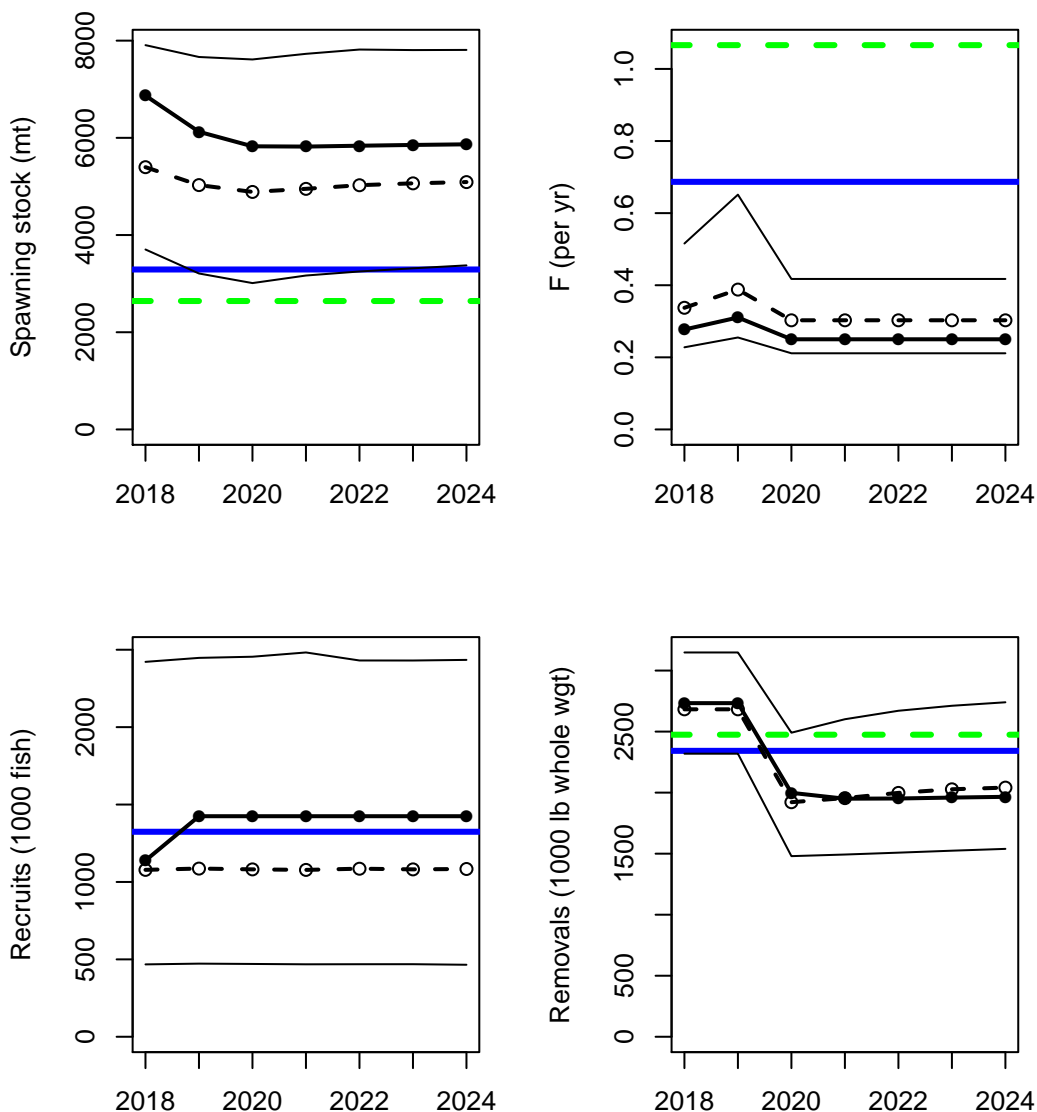 Spawning stock (mt)
8000
6000
4000
2000
0
2018 2020 2022 2024
F (per yr)
1.0
0.8
0.6
0.4
0.2
0.0
2018 2020 2022 2024
Recruits (1000 fish)
2000
1000
500
0
2018 2020 2022 2024
Removals (1000 lb whole wgt)
2500
1500
500
0
2018 2020 2022 2024